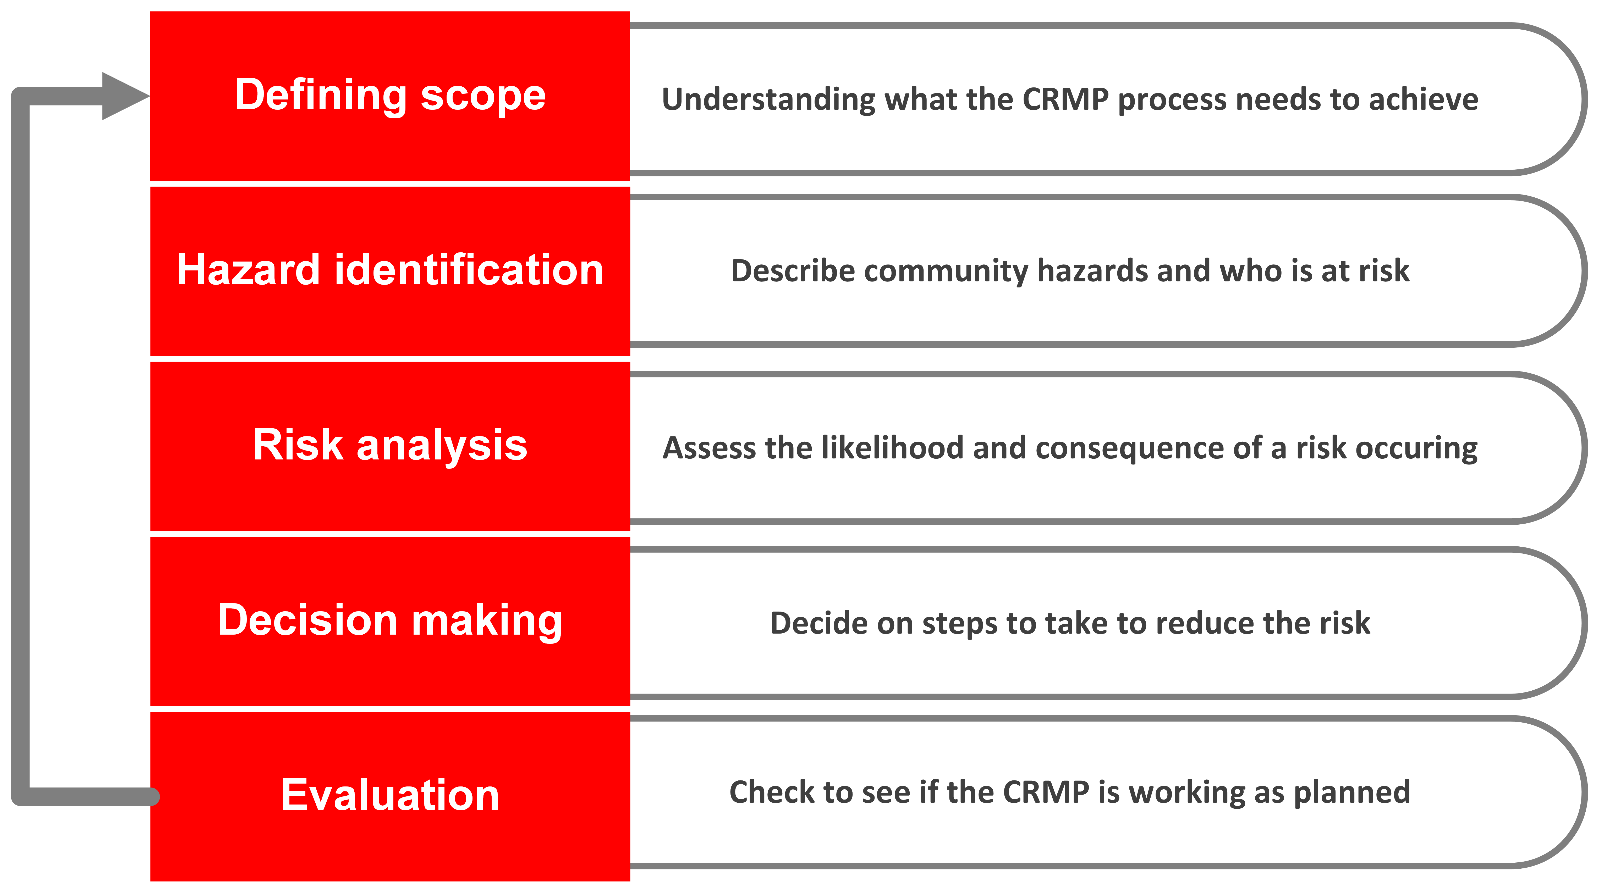 Defining scope
Understanding what the CRMP process needs to achieve
Hazard identification
Describe community hazards and who is at risk
Risk analysis
Assess the likelihood and consequence of a risk occuring
Decision making
Decide on steps to take to reduce the risk
Evaluation
Check to see if the CRMP is working as planned